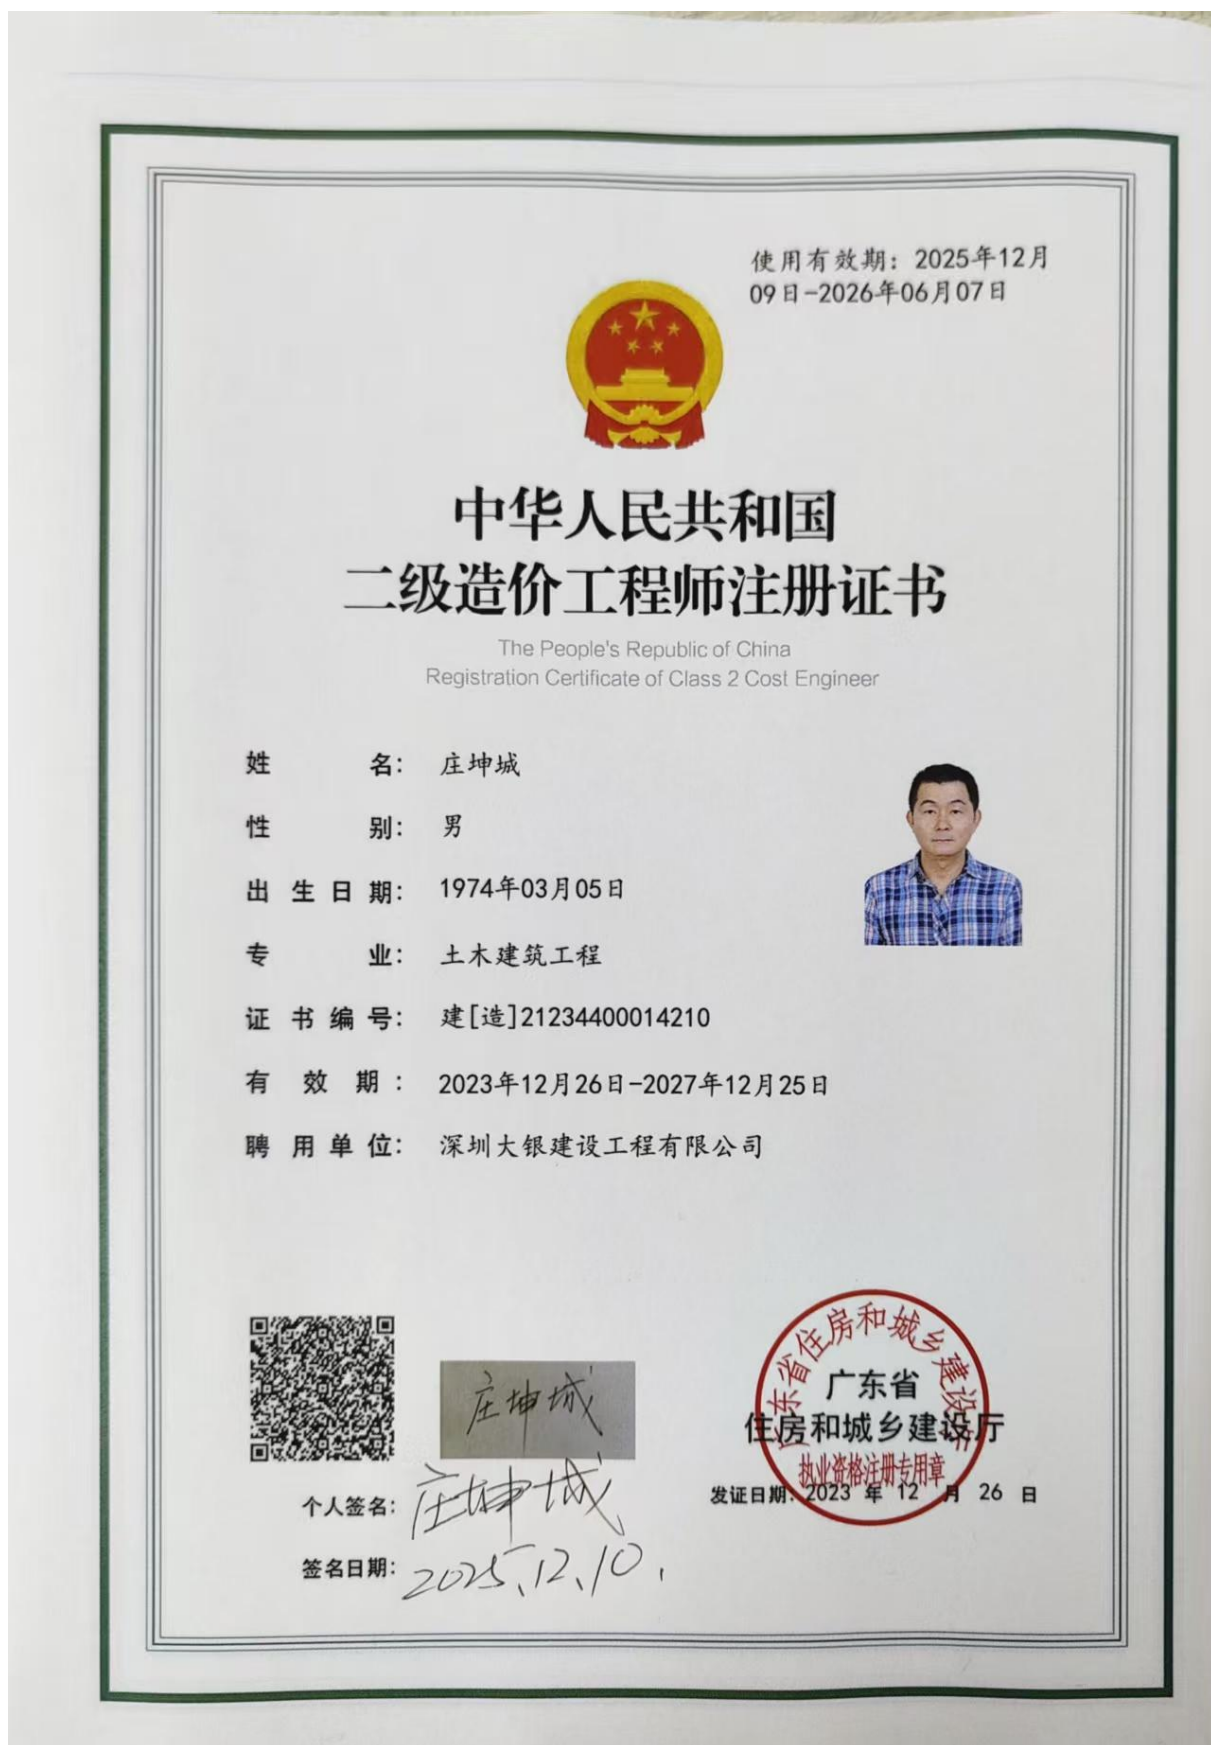 使用有效期：2025年12月
09日-2026年06月07日
中华人民共和国
二级造价工程师注册证书
The People's Republic of China
Registration Certificate of Class 2 Cost Engineer
姓名：庄坤城
性别：男
出生日期：1974年03月05日
专业：土木建筑工程
证书编号：建[造]21234400014210
有效期：2023年12月26日-2027年12月25日
聘用单位：深圳大银建设工程有限公司
庄坤城
个人签名：庄坤城
签名日期：2025.12.10.
广东省住房和城乡建设厅
广东省
住房和城乡建设厅
执业资格注册专用章
发证日期：2023年12月26日